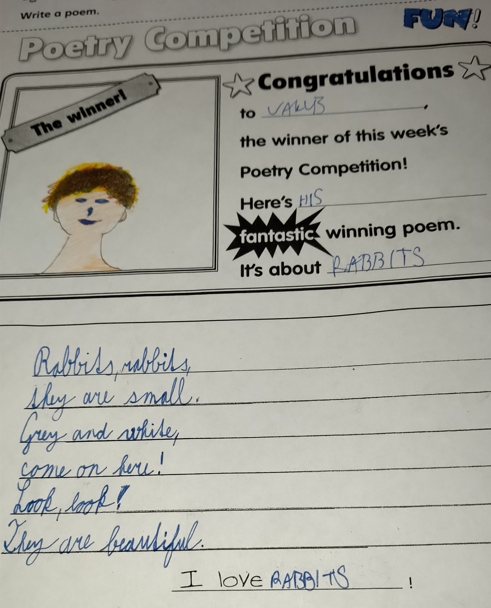 Write a poem.
FUN!
Poetry Competition
The winner!
Congratulations
to ,
the winner of this week's
Poetry Competition!
Here's HIS
fantastic winning poem.
It's about RABBITS
Rabbits, rabbits,
they are small.
Grey and white,
come on here!
Look, look!
They are beautiful.
I love RABBITS !